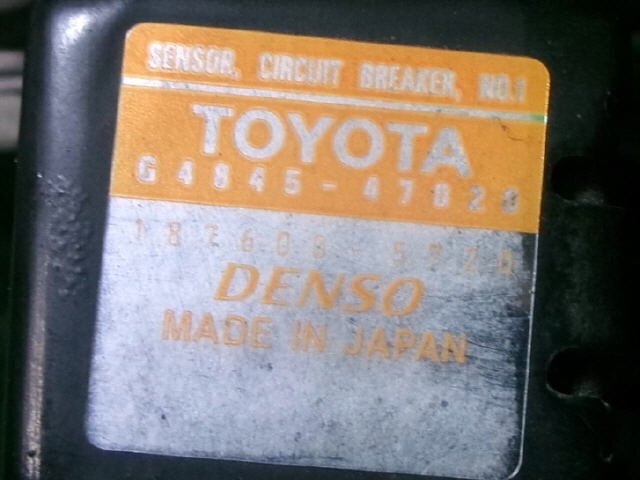 SENSOR, CIRCUIT BREAKER, NO.1
TOYOTA
G4845-47020
DENSO
MADE IN JAPAN